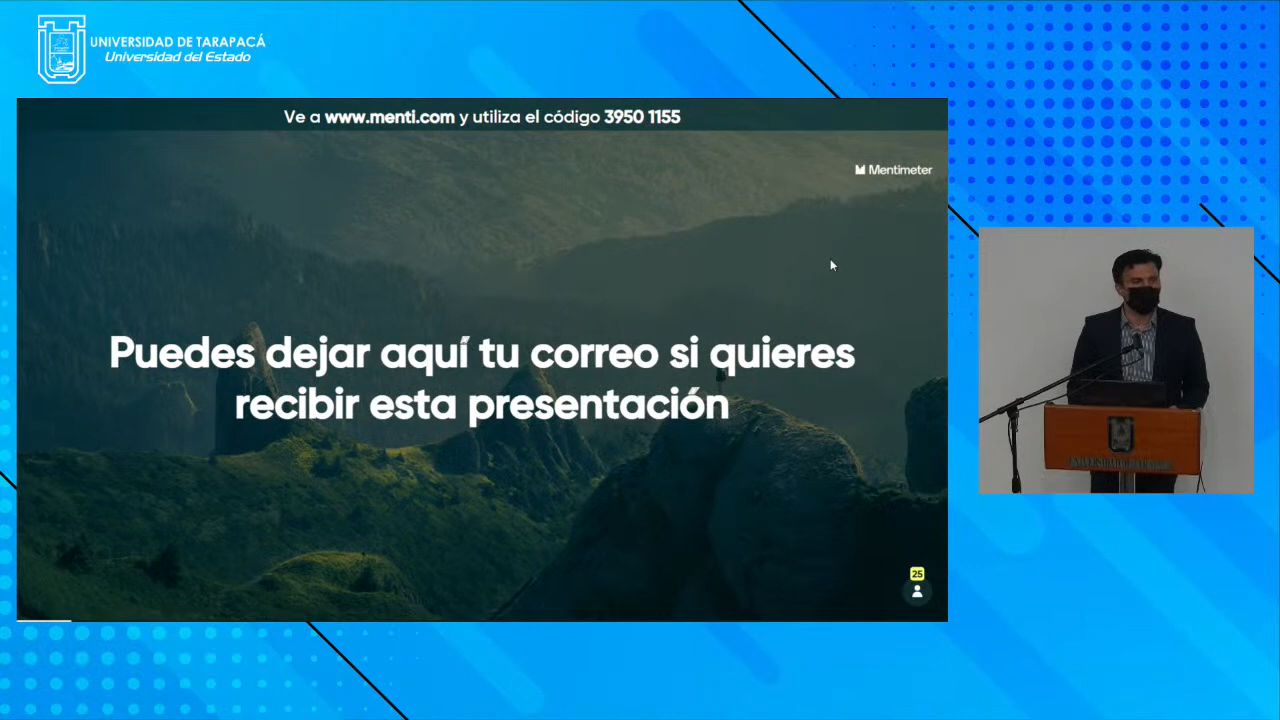 UNIVERSIDAD DE TARAPACÁ
Universidad del Estado
Ve a www.menti.com y utiliza el código 3950 1155
Mentimeter
Puedes dejar aquí tu correo si quieres
recibir esta presentación
25